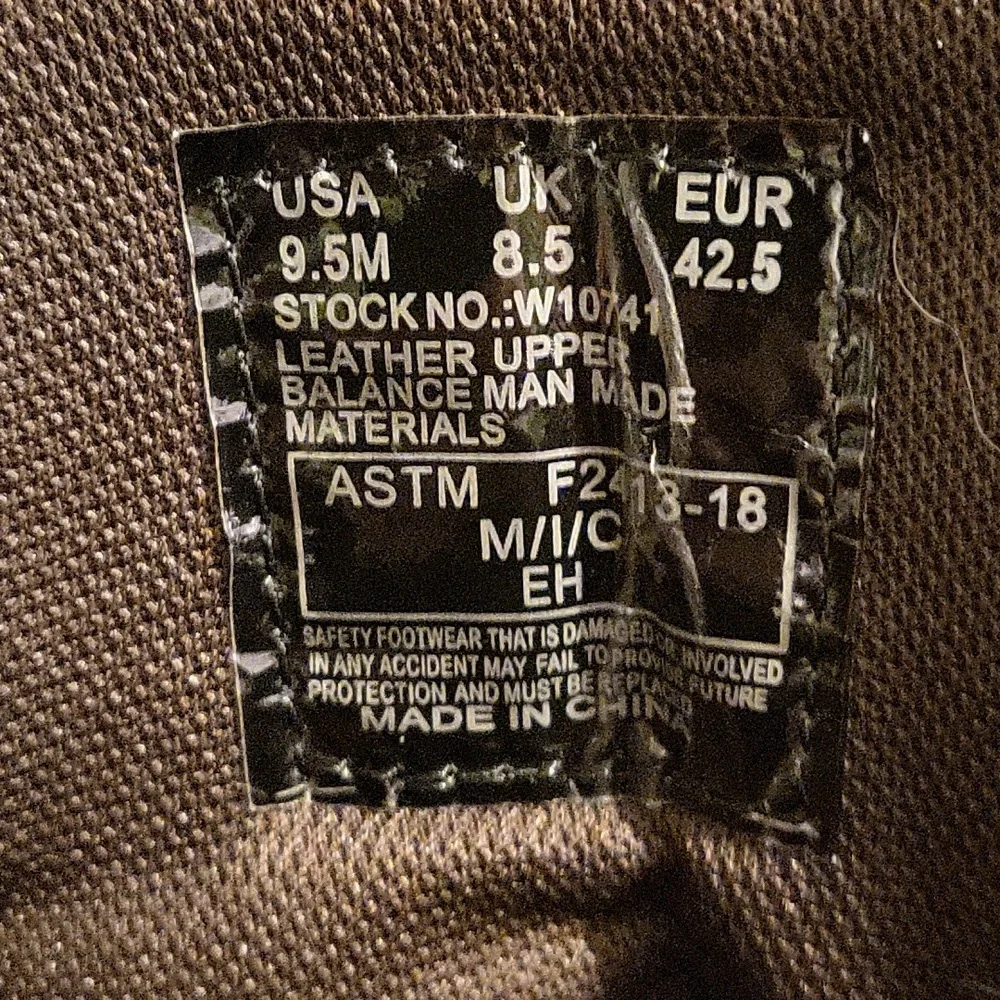 USA UK EUR
9.5M 8.5 42.5
STOCK NO.:W10741
LEATHER UPPER
BALANCE MAN MADE
MATERIALS
ASTM F2413-18
M/I/C
EH
SAFETY FOOTWEAR THAT IS DAMAGED OR INVOLVED
IN ANY ACCIDENT MAY FAIL TO PROVIDE FUTURE
PROTECTION AND MUST BE REPLACED
MADE IN CHINA